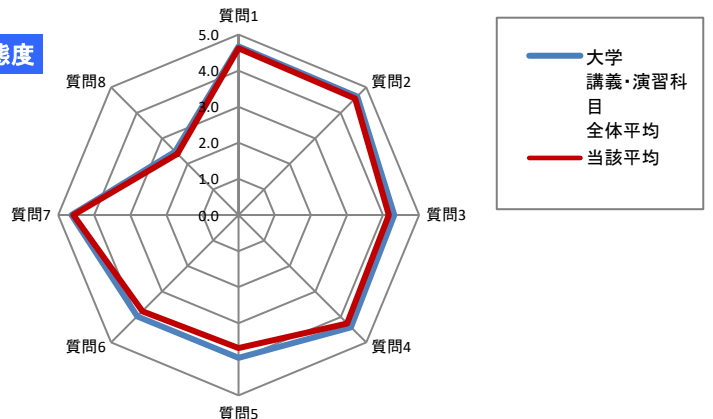 質問1
5.0
態度
質問8
4.0
質問2
3.0
2.0
1.0
質問7
0.0
質問3
質問6
質問4
質問5
大学
講義・演習科
目
全体平均
当該平均